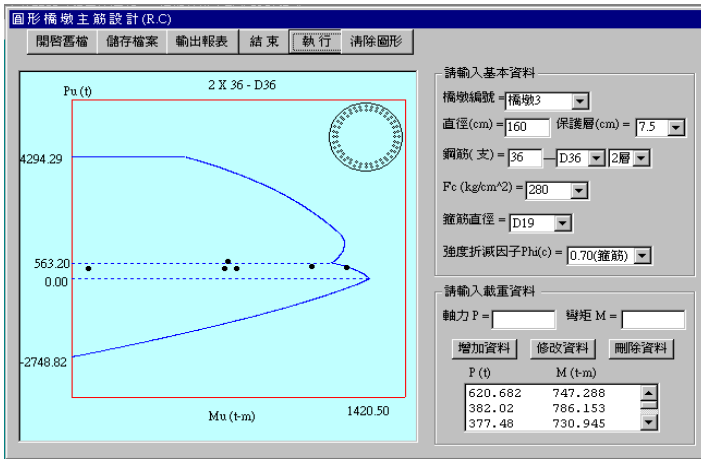 圓形橋墩主筋設計(R.C)
開啓舊檔 儲存檔案 輸出報表 結 束 執行 清除圖形
Pu (t)
2 X 36 - D36
4294.29
563.20
0.00
-2748.82
Mu (t-m)
1420.50
請輸入基本資料
橋墩編號 = 橋墩3
直徑(cm) = 160 保護層(cm) = 7.5
鋼筋( 支) = 36 — D36 2層
F'c (kg/cm^2) = 280
箍筋直徑 = D19
強度折減因子Phi(c) = 0.70(箍筋)
請輸入載重資料
軸力 P = 彎矩 M =
增加資料 修改資料 刪除資料
P (t) M (t-m)
620.682 747.288
382.02 786.153
377.48 730.945